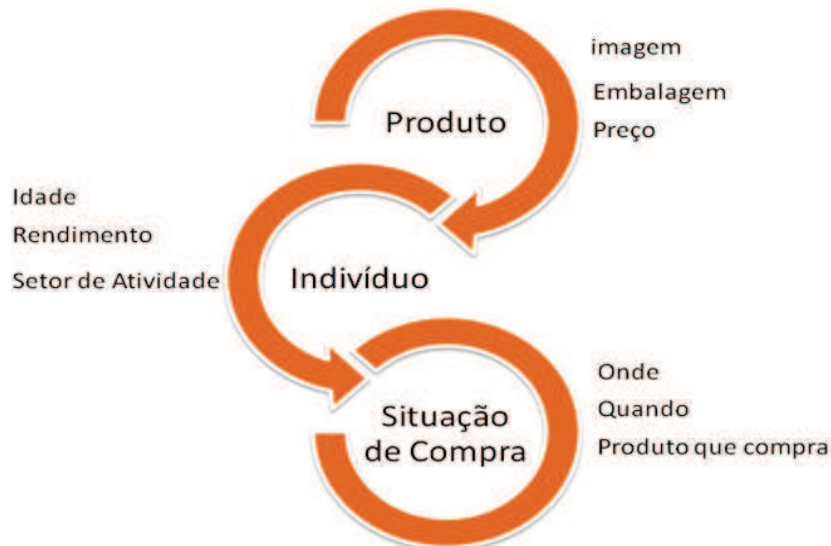 Produto
imagem
Embalagem
Preço
Idade
Rendimento
Setor de Atividade
Indivíduo
Situação
de Compra
Onde
Quando
Produto que compra